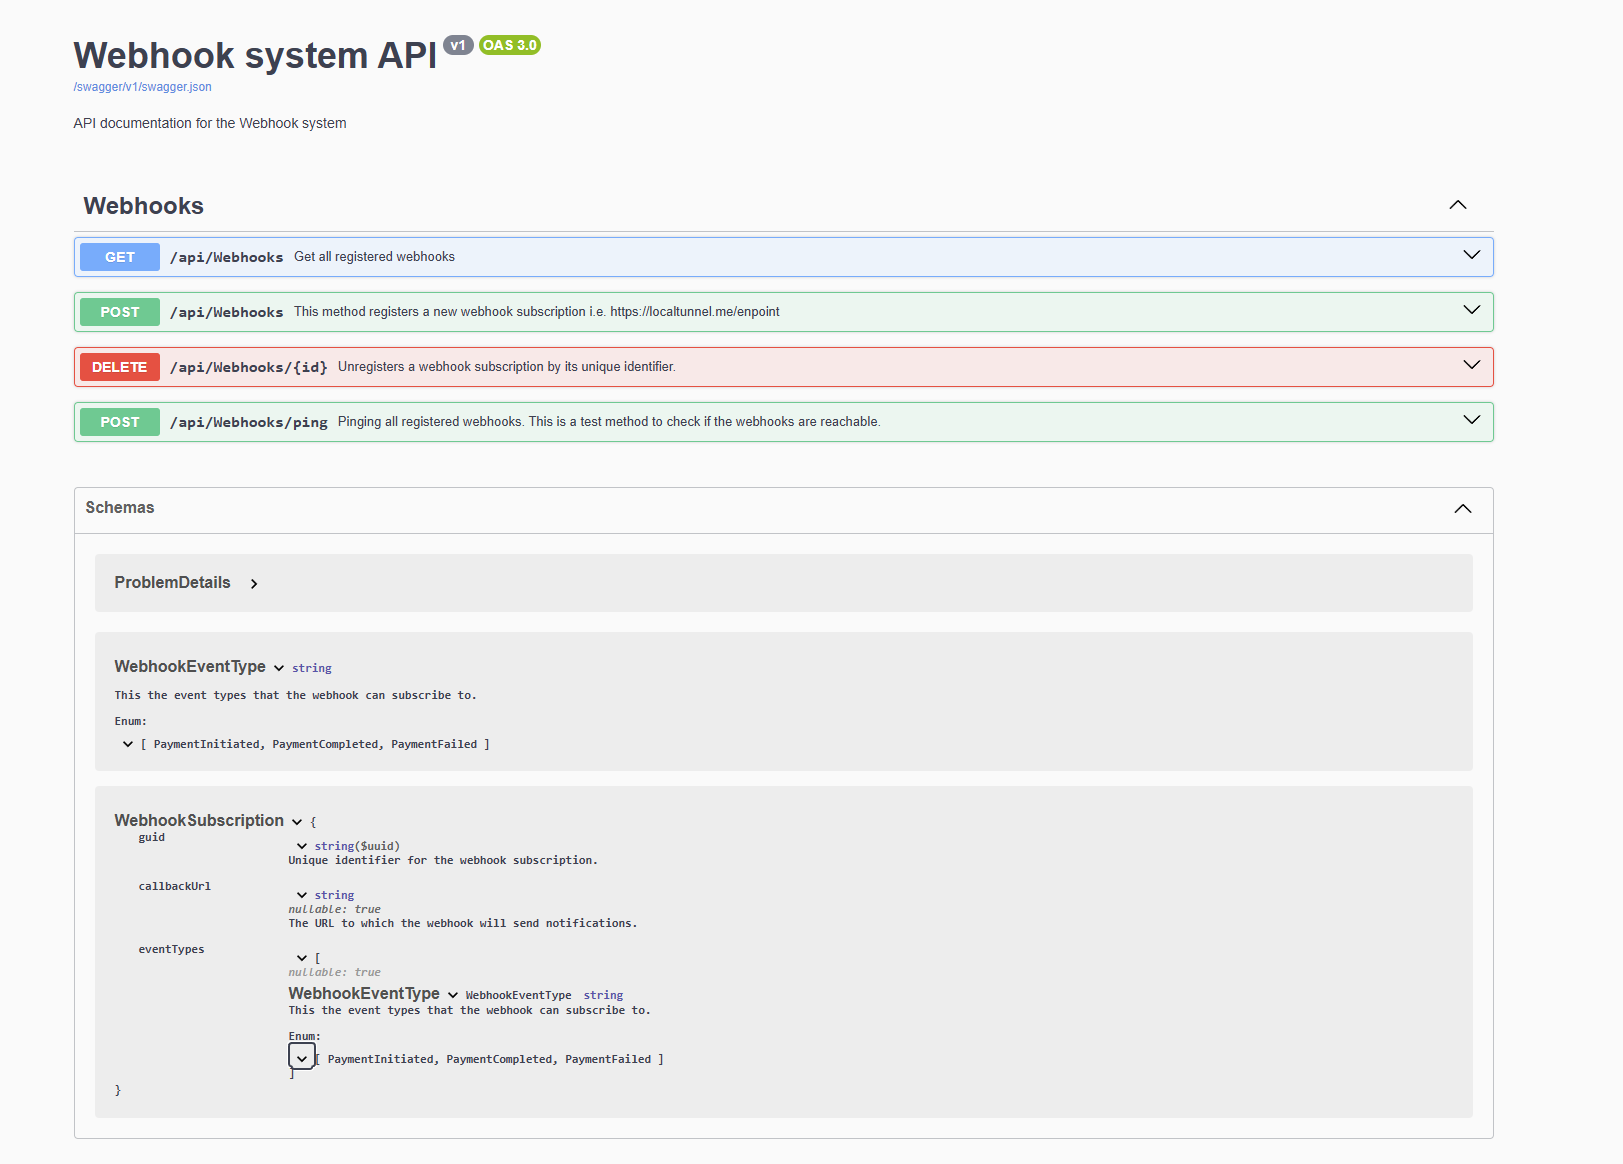 Webhook system API v1 OAS 3.0
/swagger/v1/swagger.json
API documentation for the Webhook system
Webhooks
GET /api/Webhooks Get all registered webhooks
POST /api/Webhooks This method registers a new webhook subscription i.e. https://localtunnel.me/enpoint
DELETE /api/Webhooks/{id} Unregisters a webhook subscription by its unique identifier.
POST /api/Webhooks/ping Pinging all registered webhooks. This is a test method to check if the webhooks are reachable.
Schemas
ProblemDetails
WebhookEventType string
This the event types that the webhook can subscribe to.
Enum:
[ PaymentInitiated, PaymentCompleted, PaymentFailed ]
WebhookSubscription {
guid
string($uuid)
Unique identifier for the webhook subscription.
callbackUrl
string
nullable: true
The URL to which the webhook will send notifications.
eventTypes
[
nullable: true
WebhookEventType WebhookEventType string
This the event types that the webhook can subscribe to.
Enum:
[ PaymentInitiated, PaymentCompleted, PaymentFailed ]
]
}